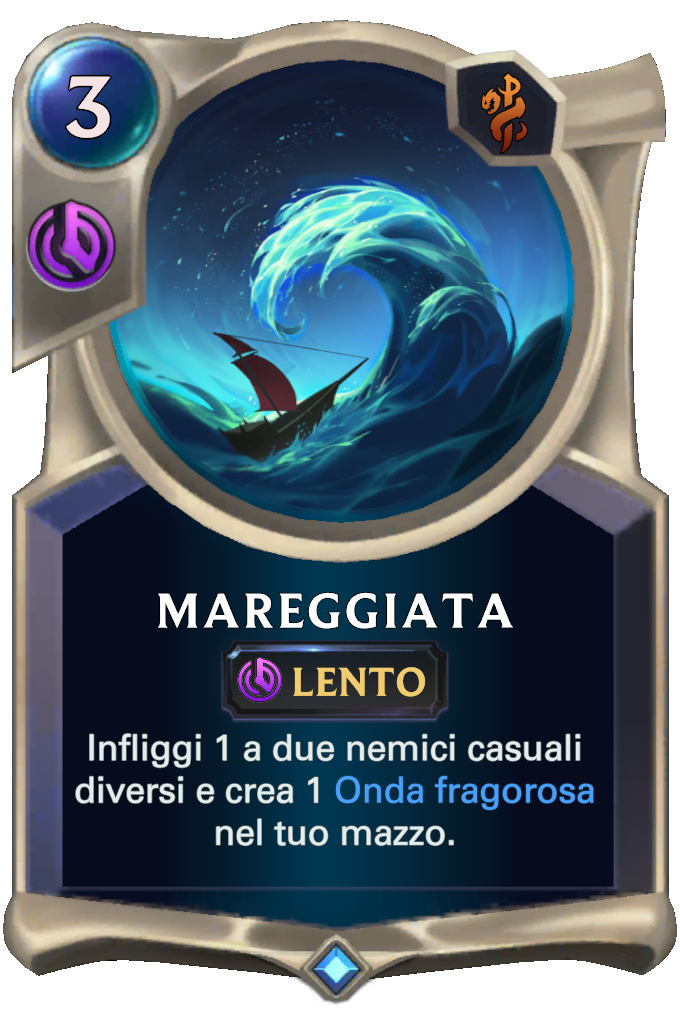 3
MAREGGIATA
LENTO
Infliggi 1 a due nemici casuali
diversi e crea 1 Onda fragorosa
nel tuo mazzo.